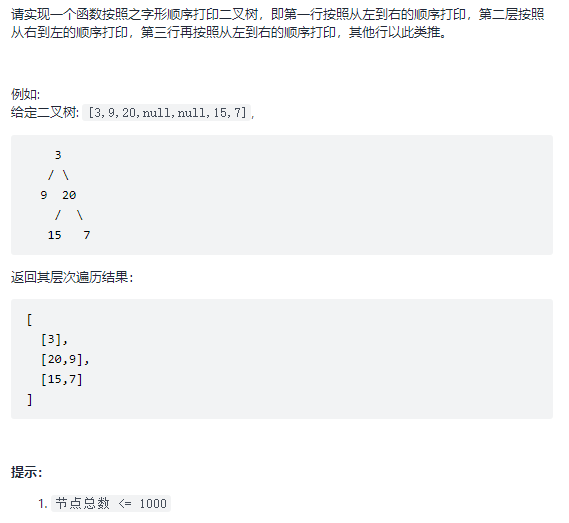 请实现一个函数按照之字形顺序打印二叉树，即第一行按照从左到右的顺序打印，第二层按照
从右到左的顺序打印，第三行再按照从左到右的顺序打印，其他行以此类推。
例如:
给定二叉树: [3,9,20,null,null,15,7],
3
/ \
9 20
/ \
15 7
返回其层次遍历结果：
[
[3],
[20,9],
[15,7]
]
提示：
1. 节点总数 <= 1000